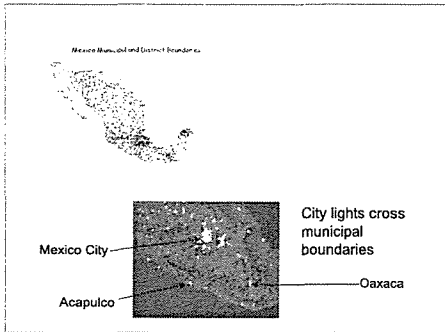 Mexico Municipal and District Boundaries
City lights cross
municipal
boundaries
Mexico City
Oaxaca
Acapulco